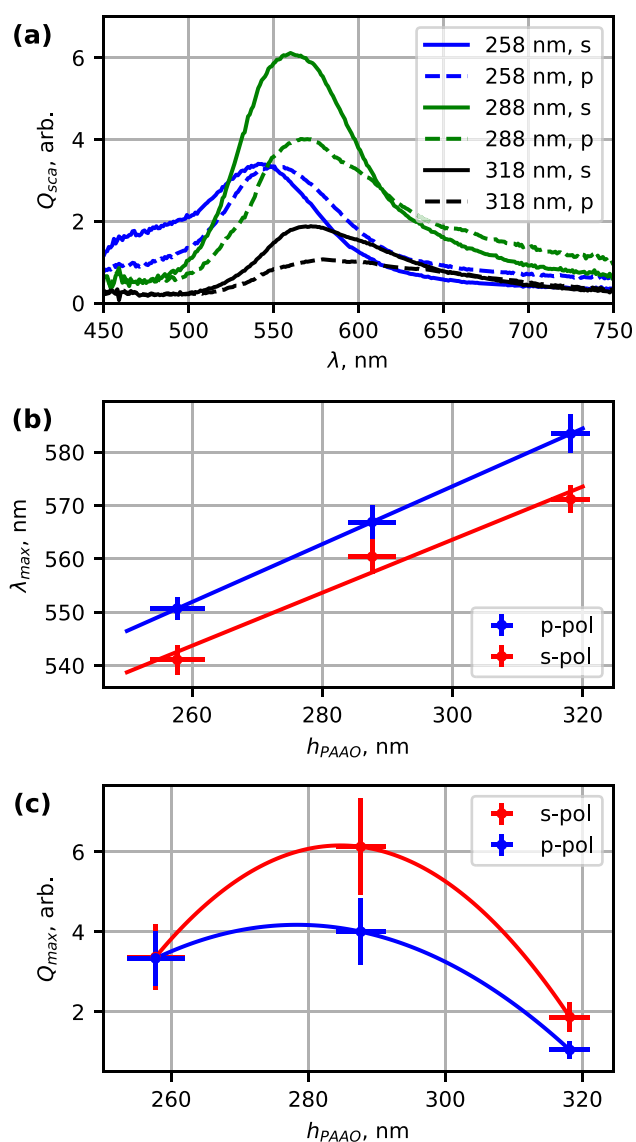 (a)
6
4
2
0
Q_sca, arb.
258 nm, s
258 nm, p
288 nm, s
288 nm, p
318 nm, s
318 nm, p
450 500 550 600 650 700 750
λ, nm
(b)
580
570
560
550
540
λ_max, nm
p-pol
s-pol
260 280 300 320
h_PAAO, nm
(c)
6
4
2
Q_max, arb.
s-pol
p-pol
260 280 300 320
h_PAAO, nm